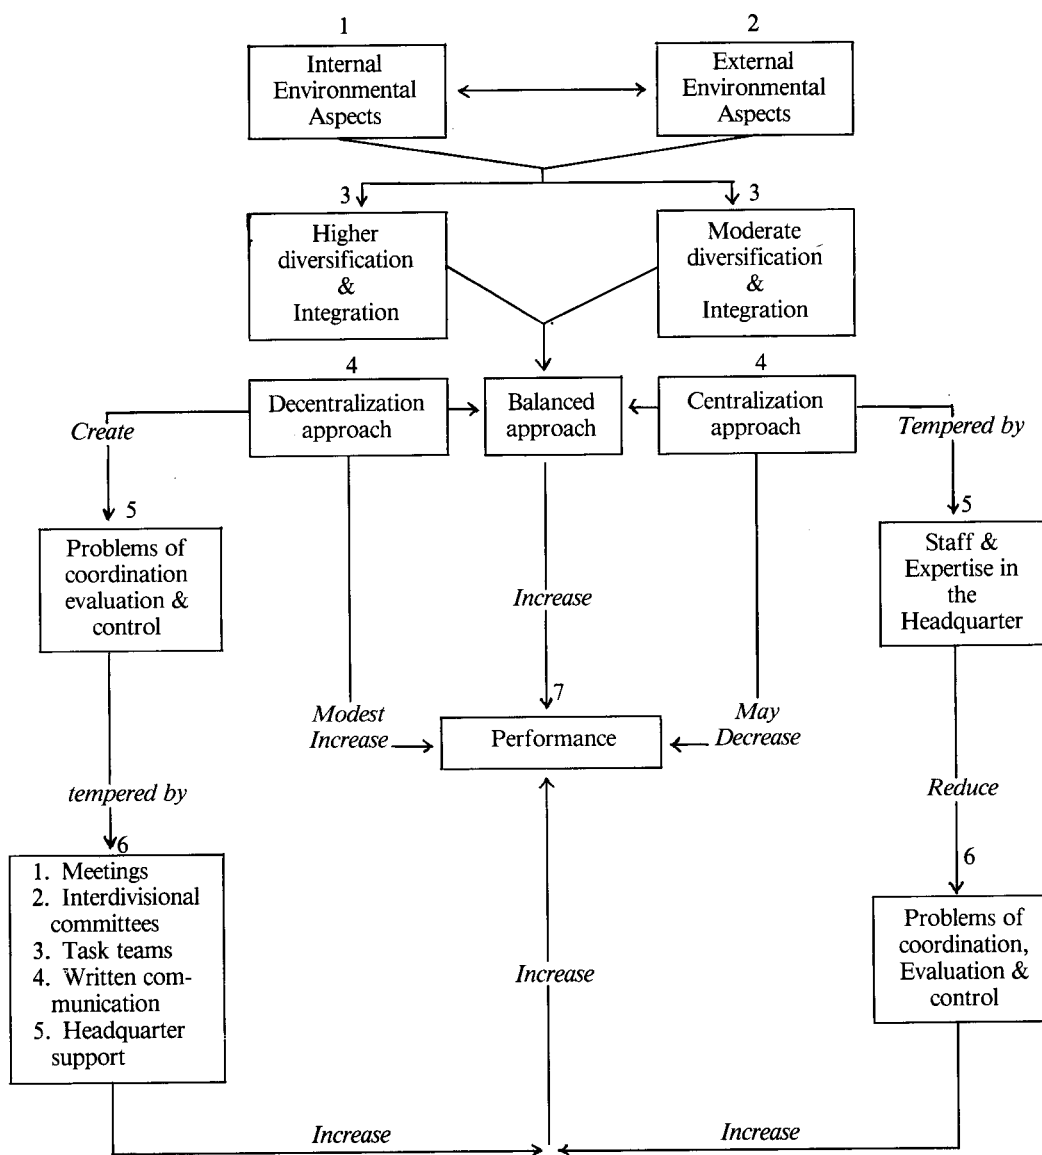 1
Internal
Environmental
Aspects
2
External
Environmental
Aspects
3
Higher
diversification
&
Integration
3
Moderate
diversification
&
Integration
4
Decentralization
approach
Balanced
approach
4
Centralization
approach
Create
Tempered by
5
Problems of
coordination
evaluation &
control
5
Staff &
Expertise in
the
Headquarter
Increase
Modest
Increase
7
Performance
May
Decrease
tempered by
Reduce
6
1. Meetings
2. Interdivisional
committees
3. Task teams
4. Written com-
munication
5. Headquarter
support
6
Problems of
coordination,
Evaluation &
control
Increase
Increase
Increase